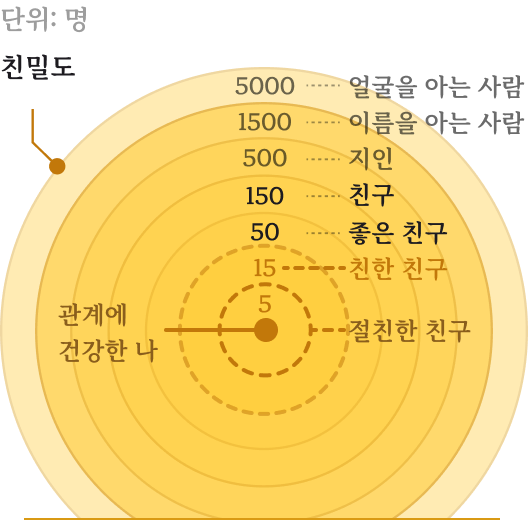 단위: 명
친밀도
5000 얼굴을 아는 사람
1500 이름을 아는 사람
500 지인
150 친구
50 좋은 친구
15 친한 친구
5
관계에
건강한 나
절친한 친구